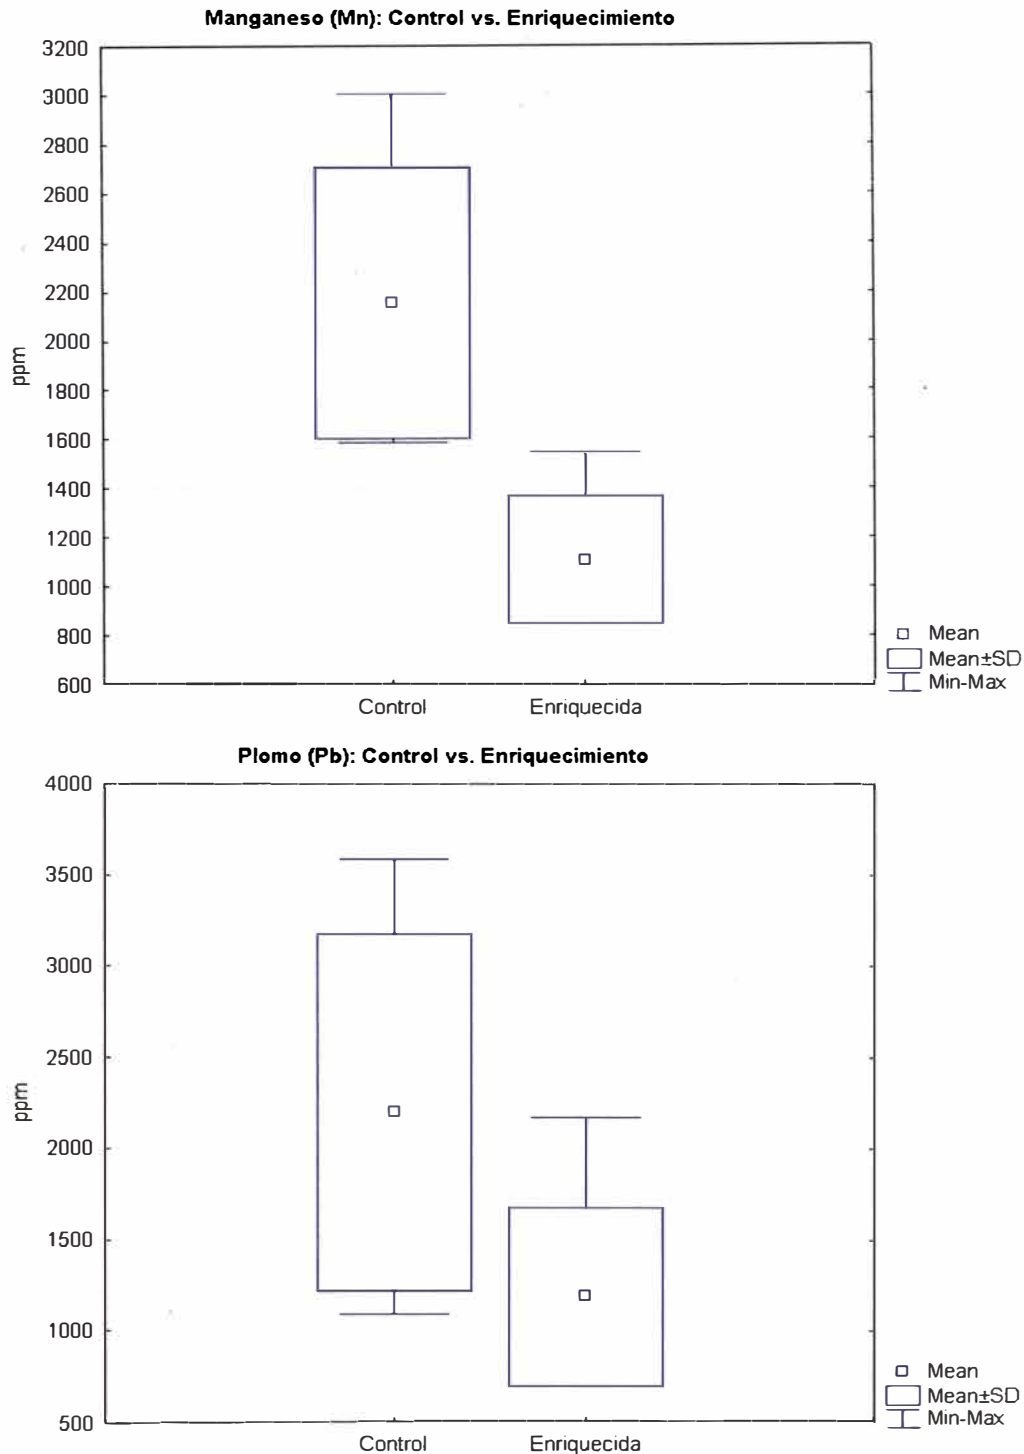 Manganeso (Mn): Control vs. Enriquecimiento
3200
3000
2800
2600
2400
2200
2000
1800
1600
1400
1200
1000
800
600
ppm
Control Enriquecida
Mean
Mean±SD
Min-Max
Plomo (Pb): Control vs. Enriquecimiento
4000
3500
3000
2500
2000
1500
1000
500
ppm
Control Enriquecida
Mean
Mean±SD
Min-Max